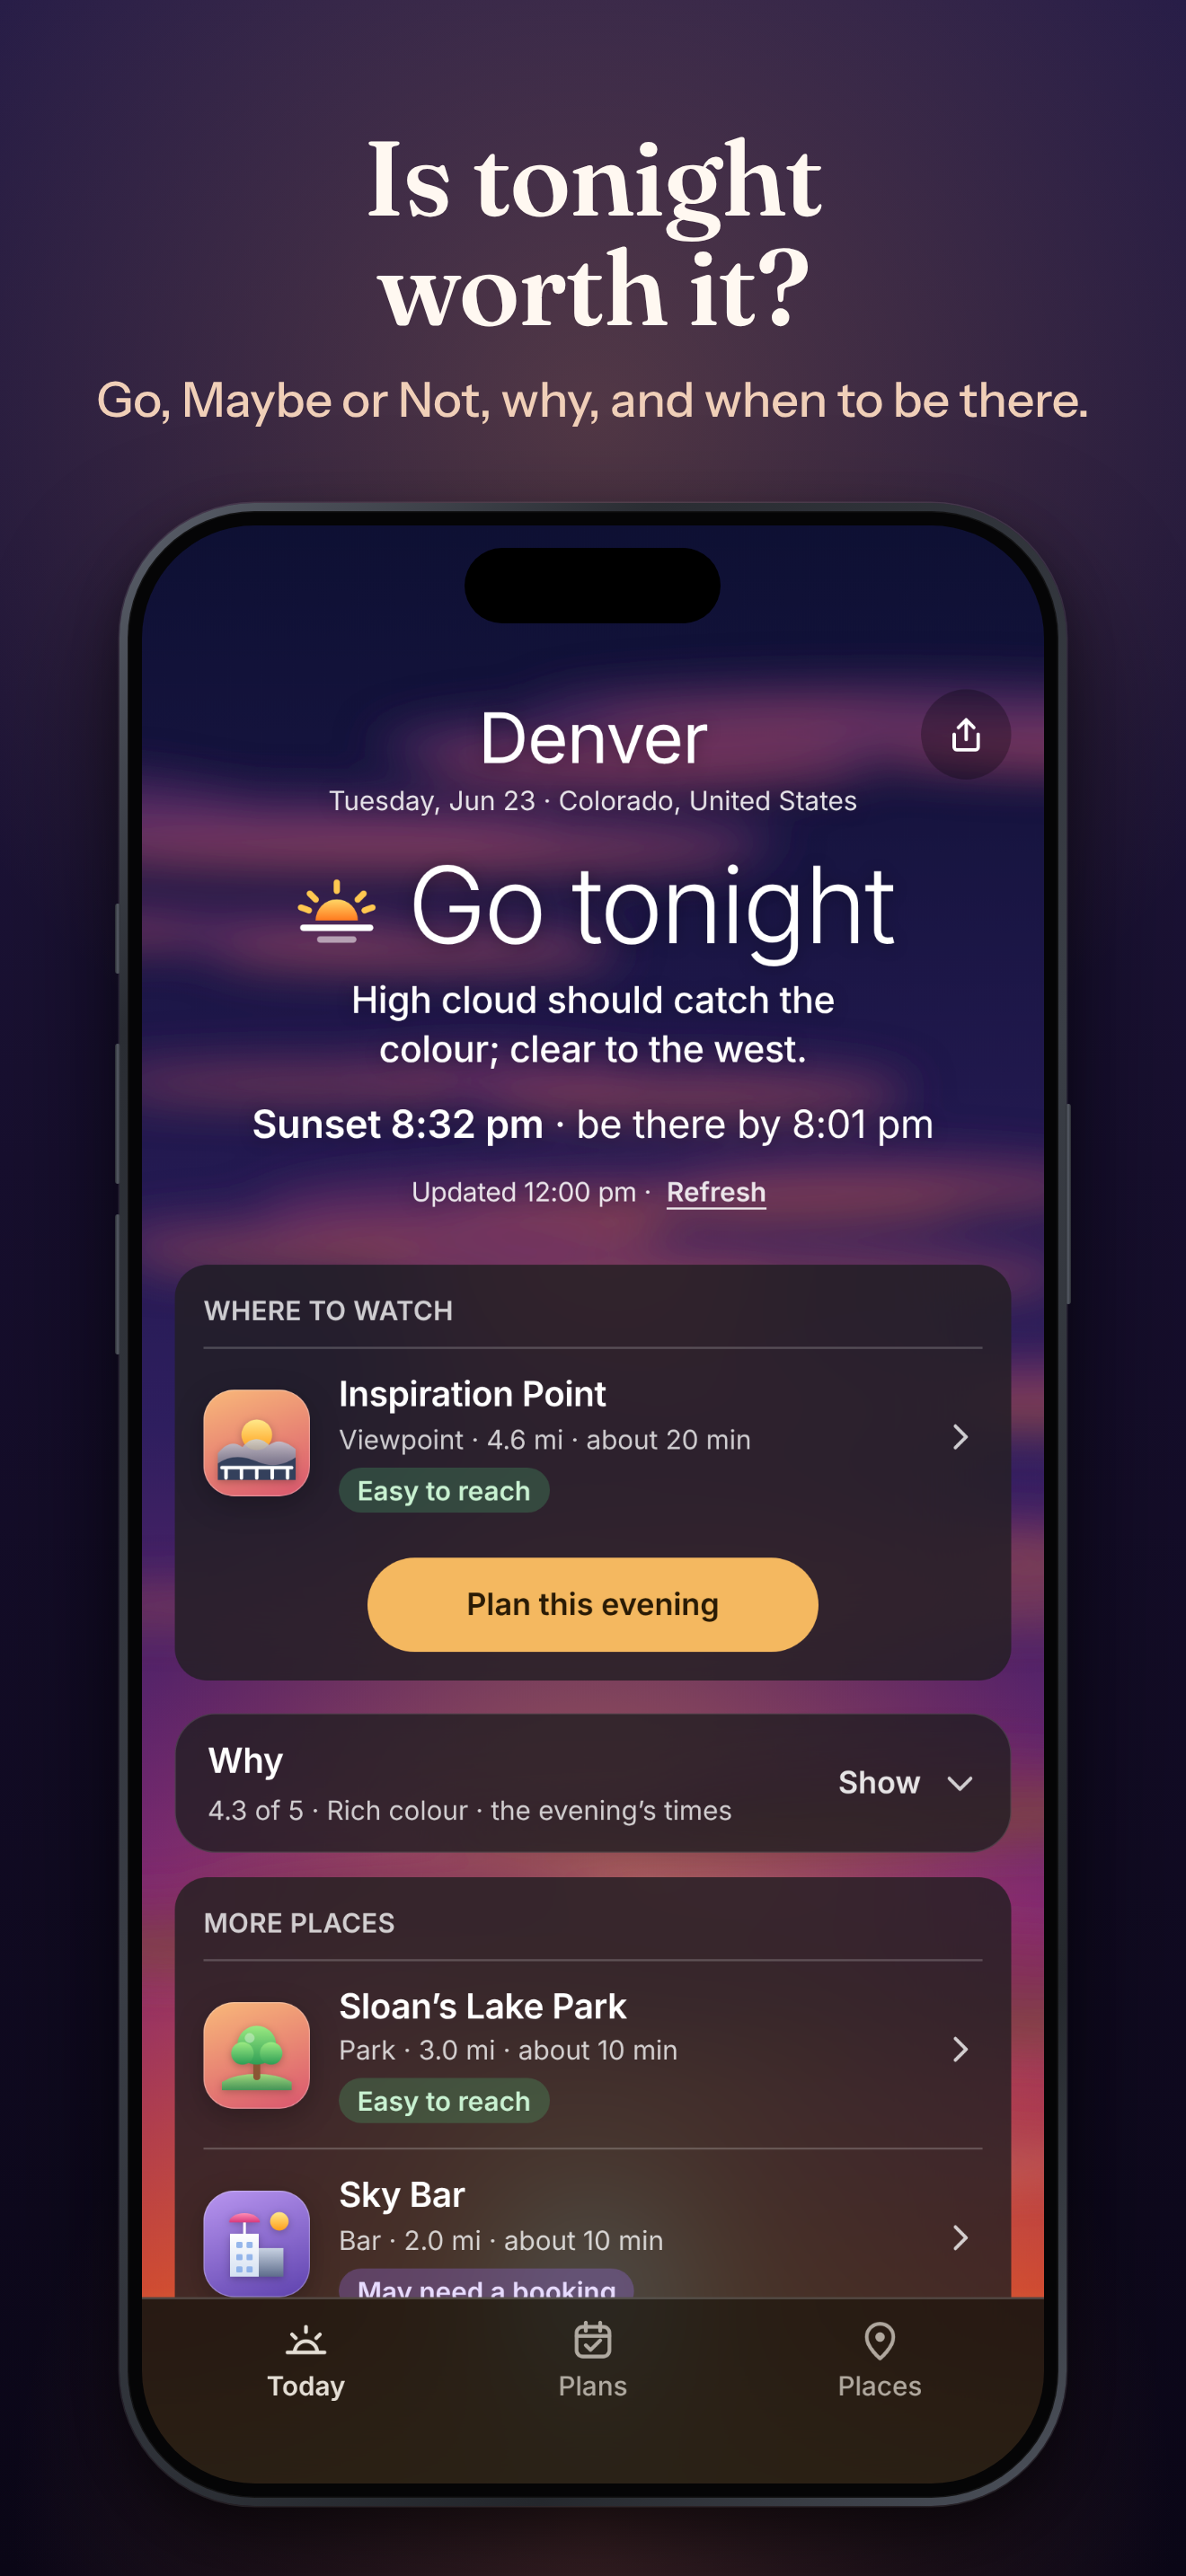 Is tonight
worth it?
Go, Maybe or Not, why, and when to be there.
Denver
Tuesday, Jun 23 · Colorado, United States
Go tonight
High cloud should catch the
colour; clear to the west.
Sunset 8:32 pm · be there by 8:01 pm
Updated 12:00 pm · Refresh
WHERE TO WATCH
Inspiration Point
Viewpoint · 4.6 mi · about 20 min
Easy to reach
Plan this evening
Why
Show
4.3 of 5 · Rich colour · the evening’s times
MORE PLACES
Sloan’s Lake Park
Park · 3.0 mi · about 10 min
Easy to reach
Sky Bar
Bar · 2.0 mi · about 10 min
May need a booking
Today
Plans
Places